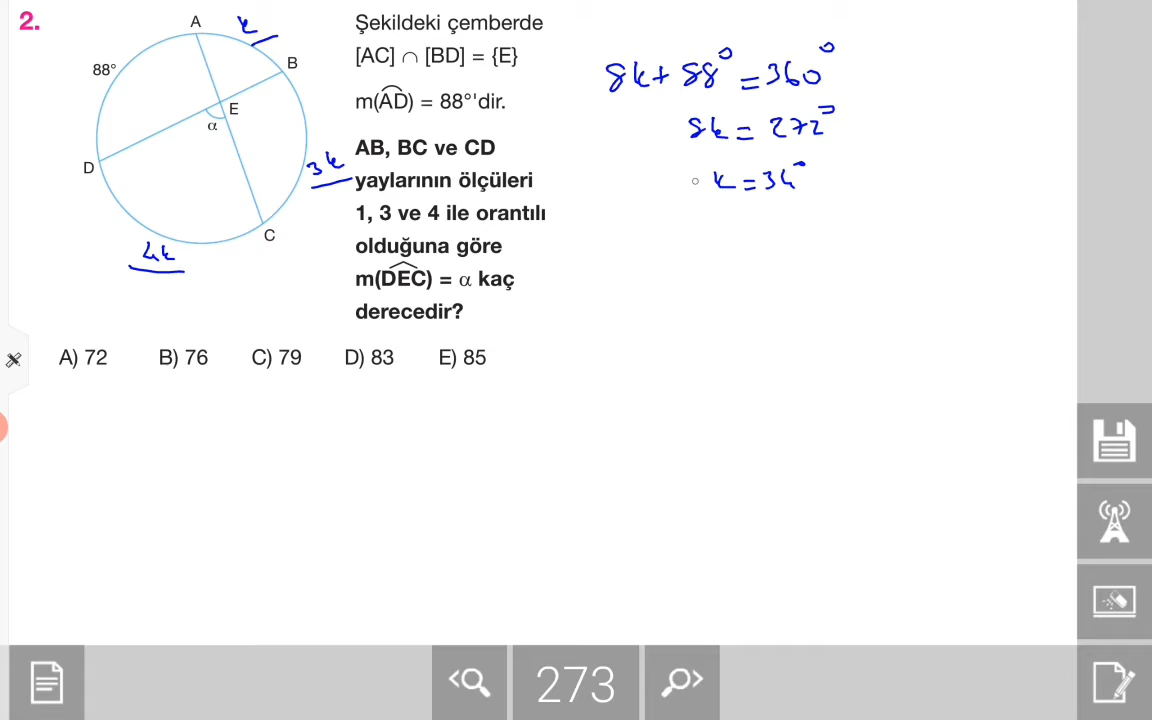 2.
A
k
B
88°
E
α
D
3k
C
4k
Şekildeki çemberde
[AC] ∩ [BD] = {E}
m(AD) = 88°'dir.
AB, BC ve CD
yaylarının ölçüleri
1, 3 ve 4 ile orantılı
olduğuna göre
m(DEC) = α kaç
derecedir?
8k + 88° = 360°
8k = 272°
k = 34°
A) 72 B) 76 C) 79 D) 83 E) 85
273